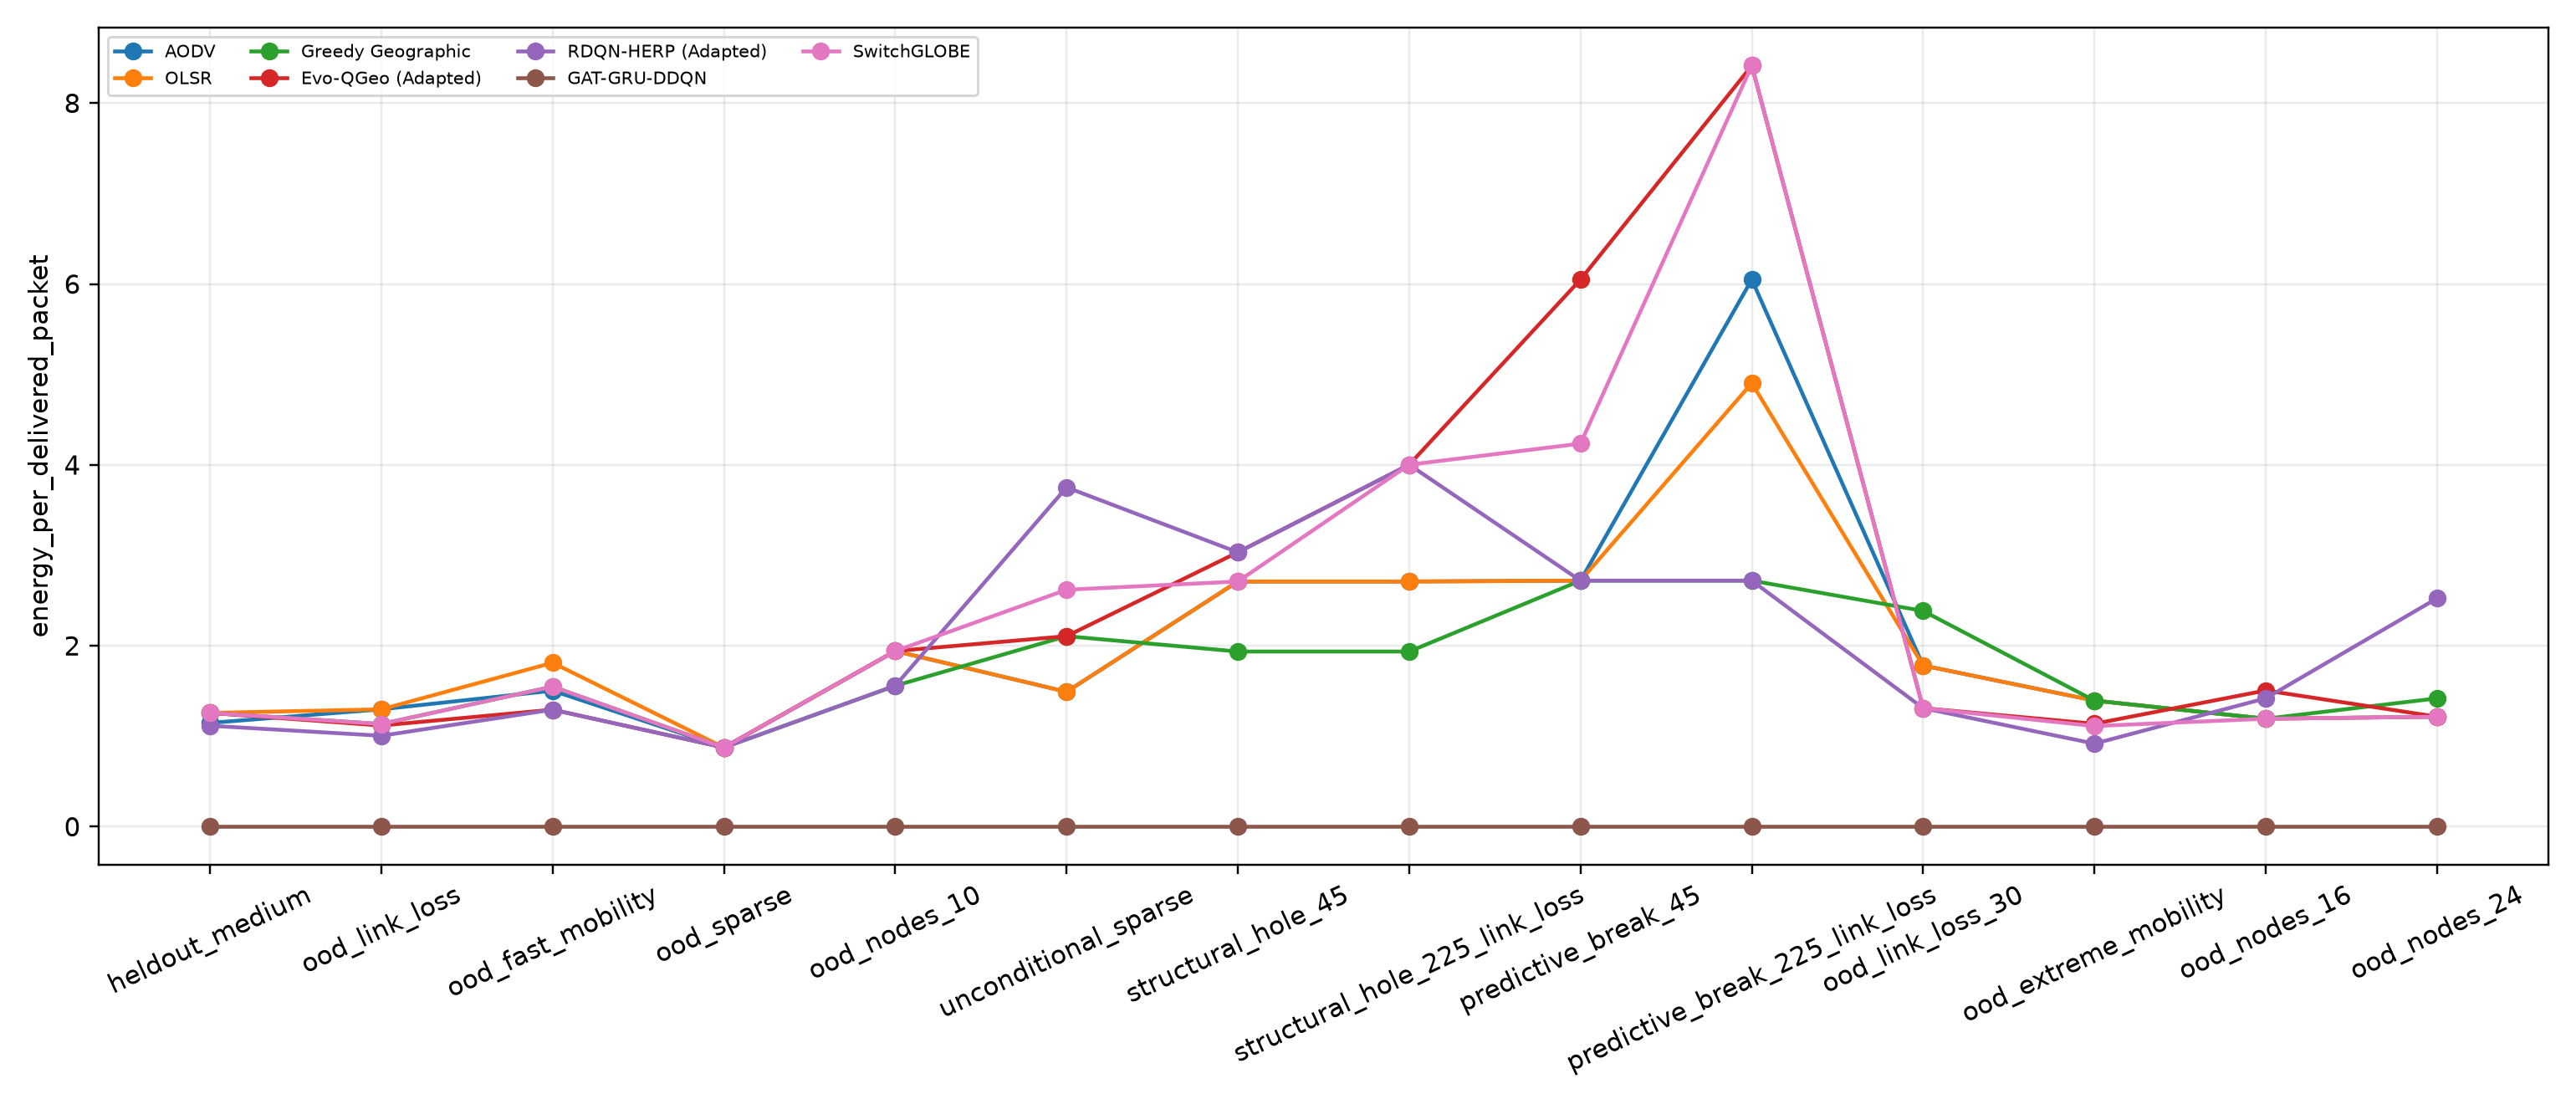 AODV
OLSR
Greedy Geographic
Evo-QGeo (Adapted)
RDQN-HERP (Adapted)
GAT-GRU-DDQN
SwitchGLOBE
energy_per_delivered_packet
8
6
4
2
0
heldout_medium
ood_link_loss
ood_fast_mobility
ood_sparse
ood_nodes_10
unconditional_sparse
structural_hole_45
structural_hole_225_link_loss
predictive_break_45
predictive_break_225_link_loss
ood_link_loss_30
ood_extreme_mobility
ood_nodes_16
ood_nodes_24